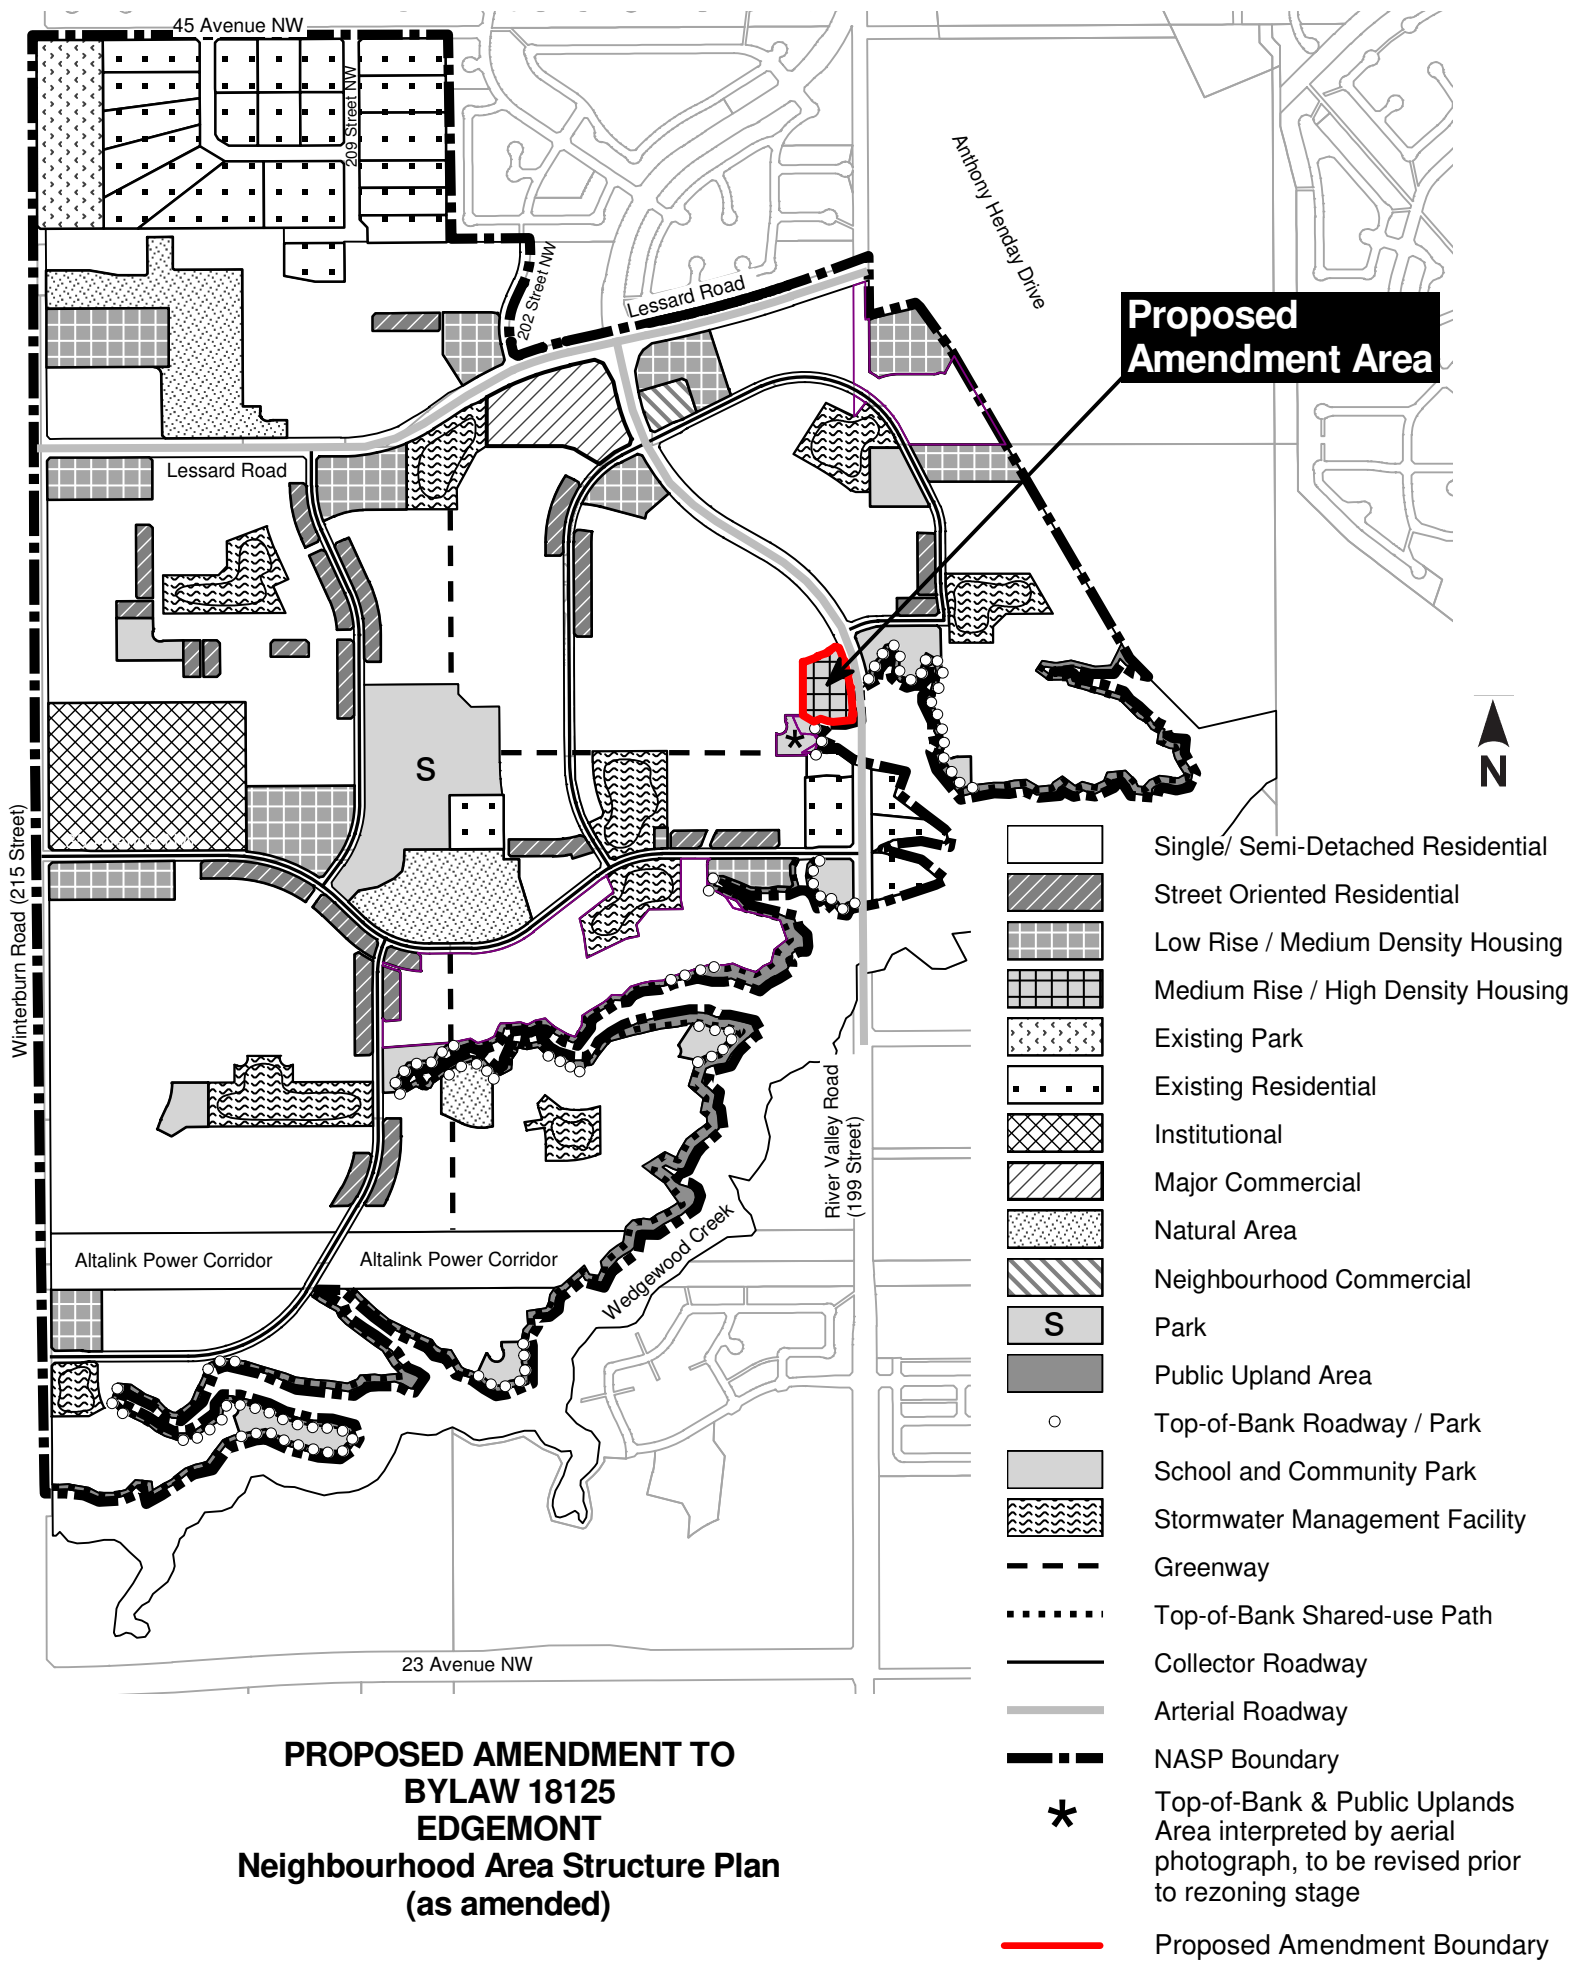 45 Avenue NW
209 Street NW
202 Street NW
Lessard Road
Anthony Henday Drive
Proposed
Amendment Area
Lessard Road
S
*
N
Winterburn Road (215 Street)
River Valley Road
(199 Street)
Wedgewood Creek
Altalink Power Corridor
Altalink Power Corridor
23 Avenue NW
Single/ Semi-Detached Residential
Street Oriented Residential
Low Rise / Medium Density Housing
Medium Rise / High Density Housing
Existing Park
Existing Residential
Institutional
Major Commercial
Natural Area
Neighbourhood Commercial
S Park
Public Upland Area
Top-of-Bank Roadway / Park
School and Community Park
Stormwater Management Facility
Greenway
Top-of-Bank Shared-use Path
Collector Roadway
Arterial Roadway
NASP Boundary
* Top-of-Bank & Public Uplands
Area interpreted by aerial
photograph, to be revised prior
to rezoning stage
Proposed Amendment Boundary
PROPOSED AMENDMENT TO
BYLAW 18125
EDGEMONT
Neighbourhood Area Structure Plan
(as amended)